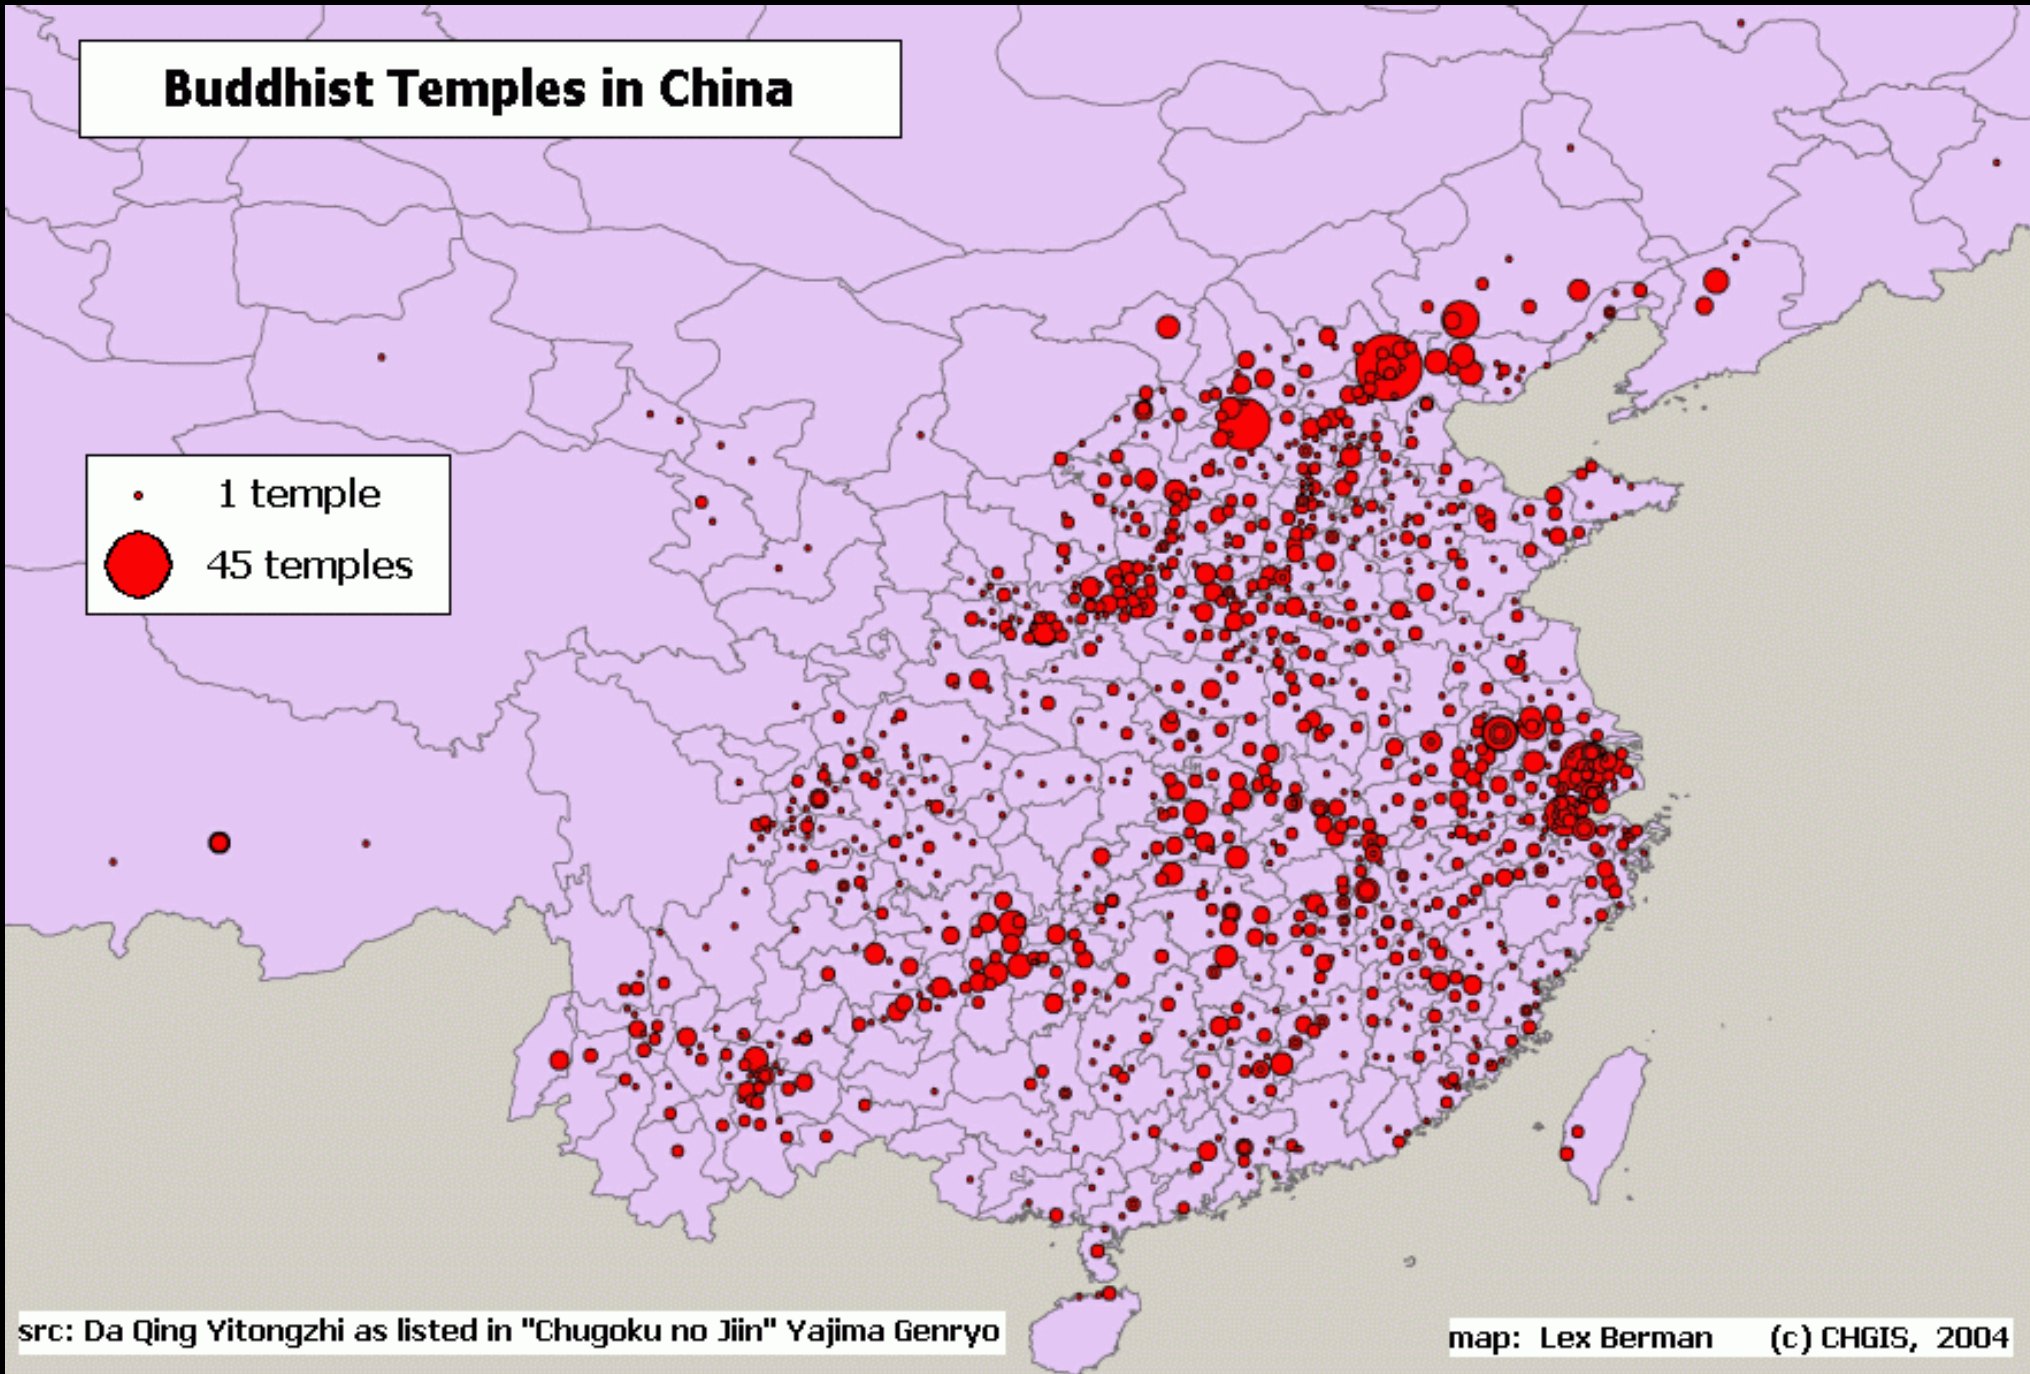 Buddhist Temples in China
1 temple
45 temples
src: Da Qing Yitongzhi as listed in "Chugoku no Jiin" Yajima Genryo
map: Lex Berman (c) CHGIS, 2004